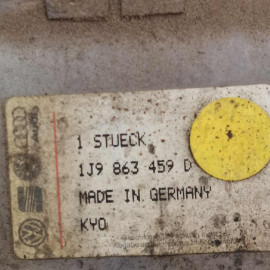 1 STUECK
1J9 863 459 D
MADE IN GERMANY
KYO